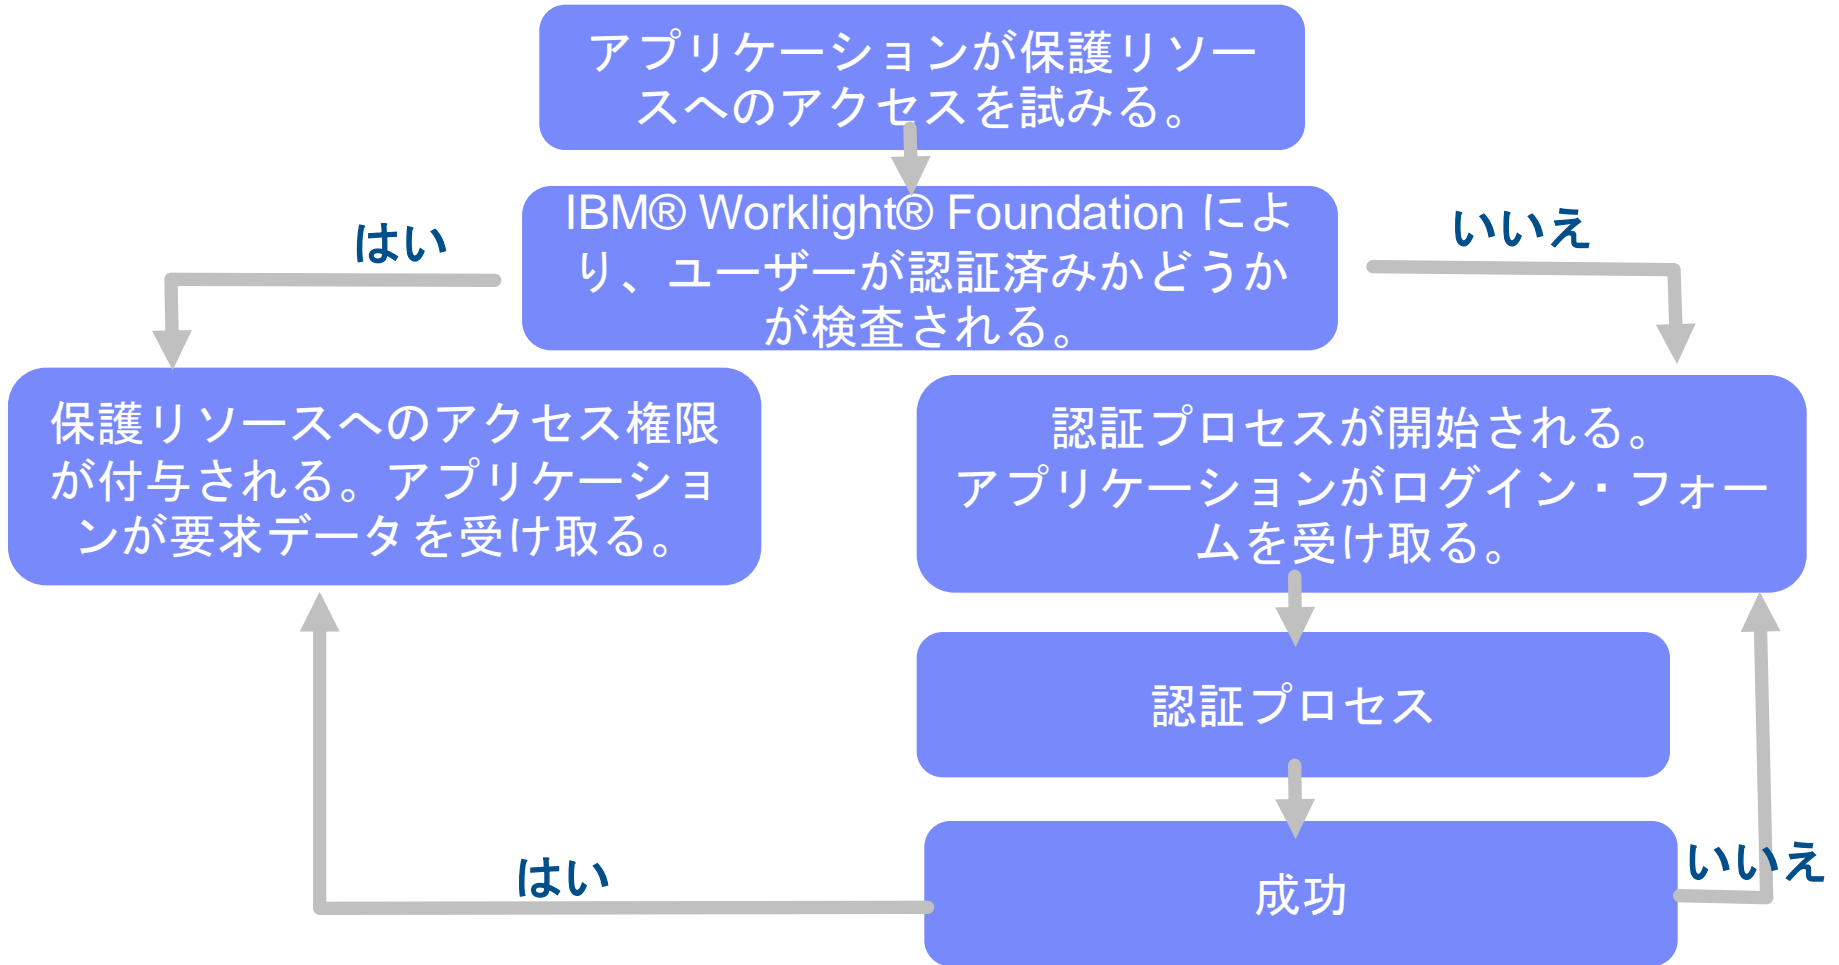 アプリケーションが保護リソー
スへのアクセスを試みる。
IBM® Worklight® Foundation によ
り、ユーザーが認証済みかどうか
が検査される。
はい
いいえ
保護リソースへのアクセス権限
が付与される。アプリケーショ
ンが要求データを受け取る。
認証プロセスが開始される。
アプリケーションがログイン・フォー
ムを受け取る。
認証プロセス
はい
成功
いいえ